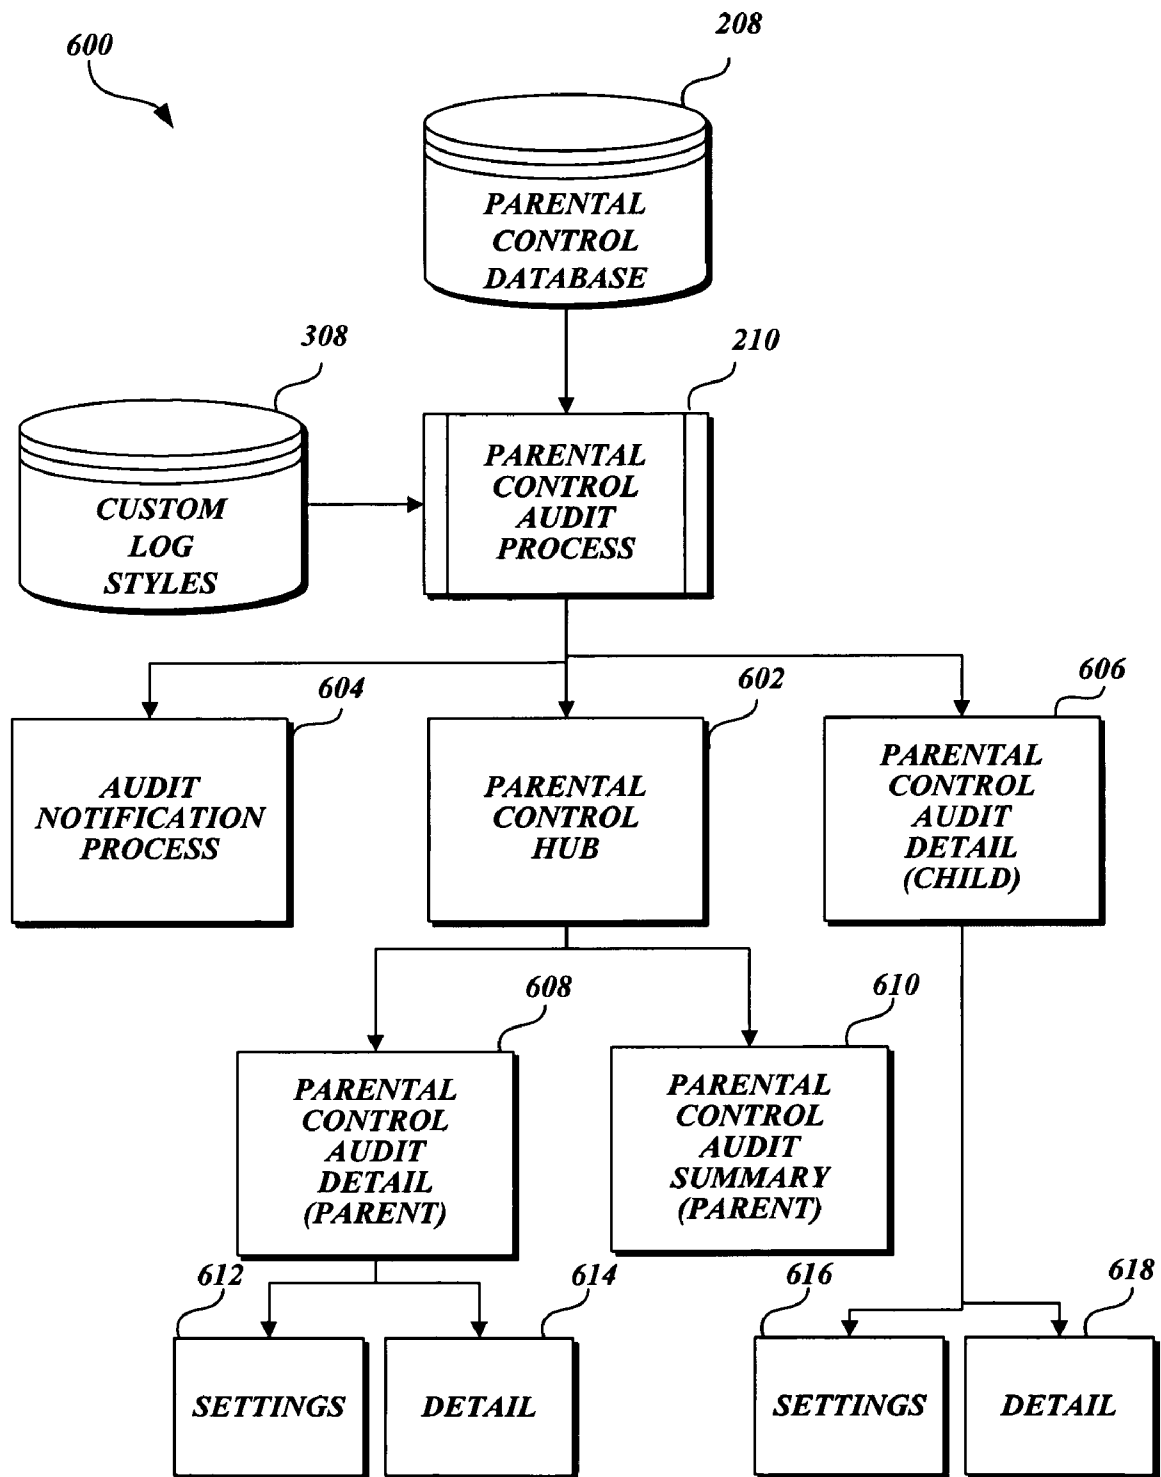 600
208
PARENTAL
CONTROL
DATABASE
308
210
CUSTOM
LOG
STYLES
PARENTAL
CONTROL
AUDIT
PROCESS
604
602
606
AUDIT
NOTIFICATION
PROCESS
PARENTAL
CONTROL
HUB
PARENTAL
CONTROL
AUDIT
DETAIL
(CHILD)
608
610
PARENTAL
CONTROL
AUDIT
DETAIL
(PARENT)
PARENTAL
CONTROL
AUDIT
SUMMARY
(PARENT)
612
614
616
618
SETTINGS
DETAIL
SETTINGS
DETAIL